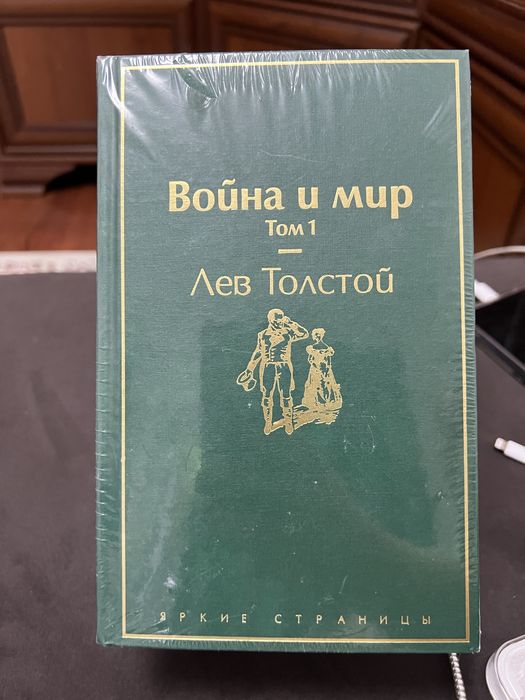 Война и мир
Том 1
Лев Толстой
ЯРКИЕ СТРАНИЦЫ